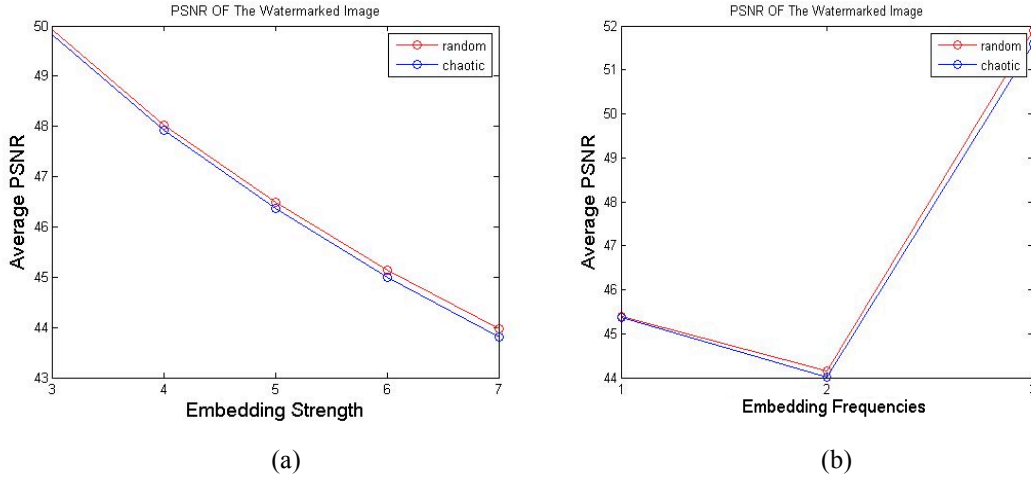 PSNR OF The Watermarked Image
50
49
48
47
46
45
44
43
3 4 5 6 7
Average PSNR
Embedding Strength
random
chaotic
(a)
PSNR OF The Watermarked Image
52
51
50
49
48
47
46
45
44
1 2 3
Average PSNR
Embedding Frequencies
random
chaotic
(b)